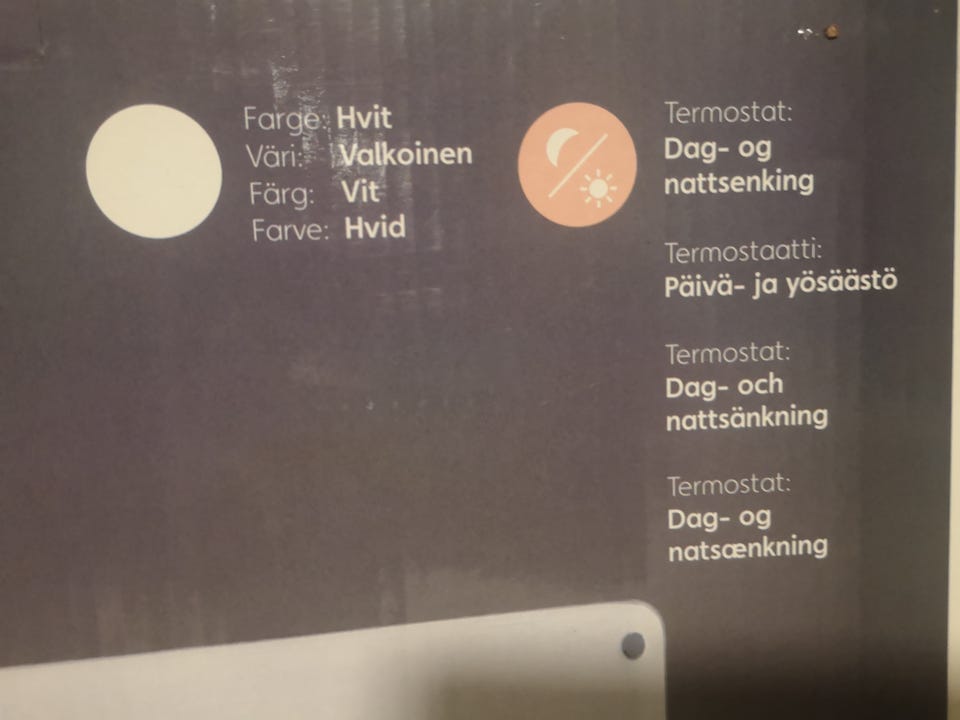 Farge: Hvit
Väri: Valkoinen
Färg: Vit
Farve: Hvid
Termostat:
Dag- og
nattsenking
Termostaatti:
Päivä- ja yösäästö
Termostat:
Dag- och
nattsänkning
Termostat:
Dag- og
natsænkning